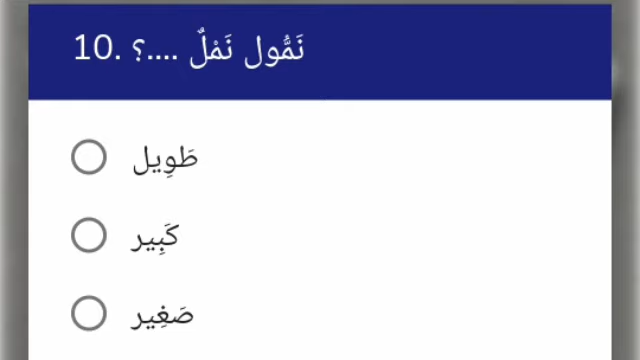 10. نَمُّول نَمْلٌ ....؟
طَوِيل
كَبِير
صَغِير